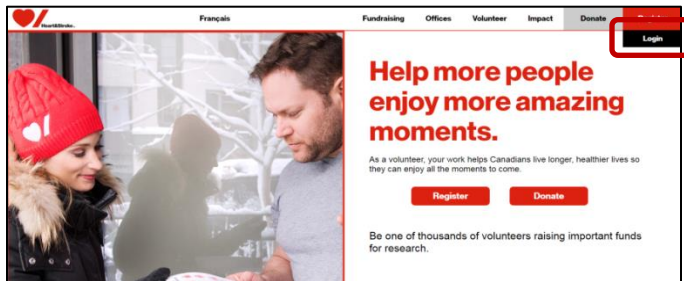 Heart&Stroke.
Français
Fundraising Offices Volunteer Impact Donate Register
Login
Help more people
enjoy more amazing
moments.
As a volunteer, your work helps Canadians live longer, healthier lives so
they can enjoy all the moments to come.
Register Donate
Be one of thousands of volunteers raising important funds
for research.